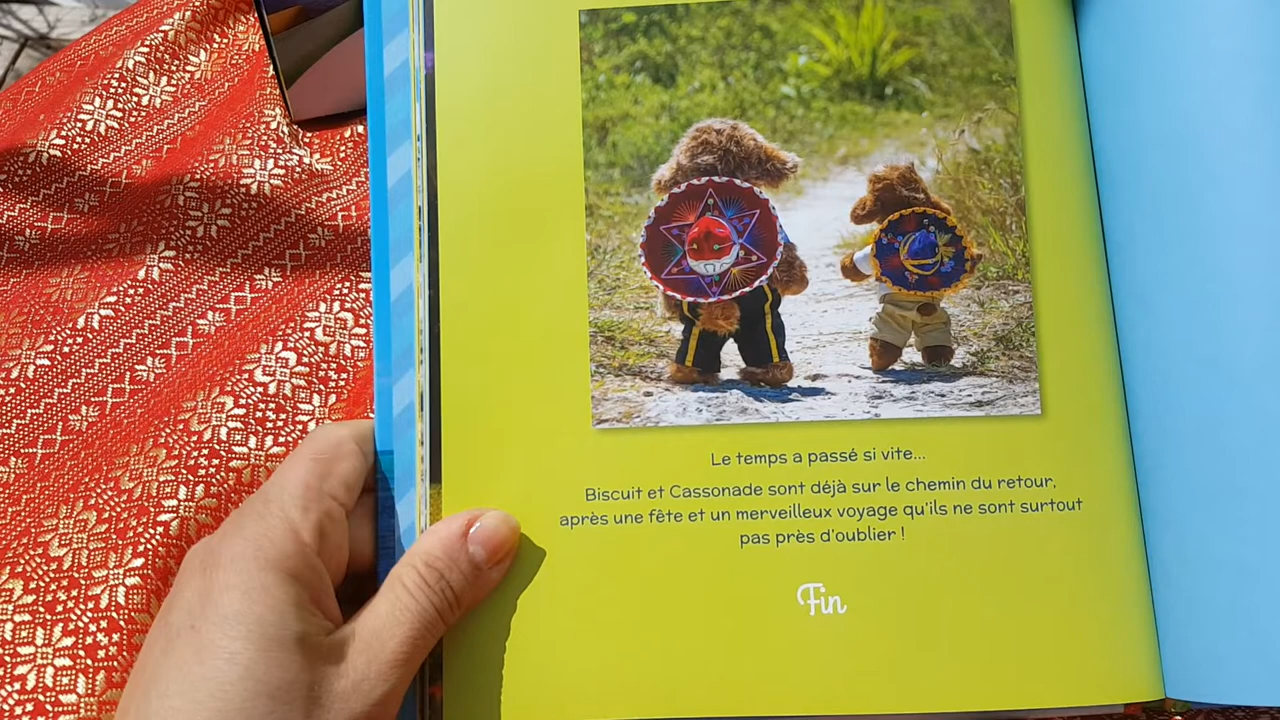 Le temps a passé si vite...
Biscuit et Cassonade sont déjà sur le chemin du retour,
après une fête et un merveilleux voyage qu'ils ne sont surtout
pas près d'oublier !
Fin